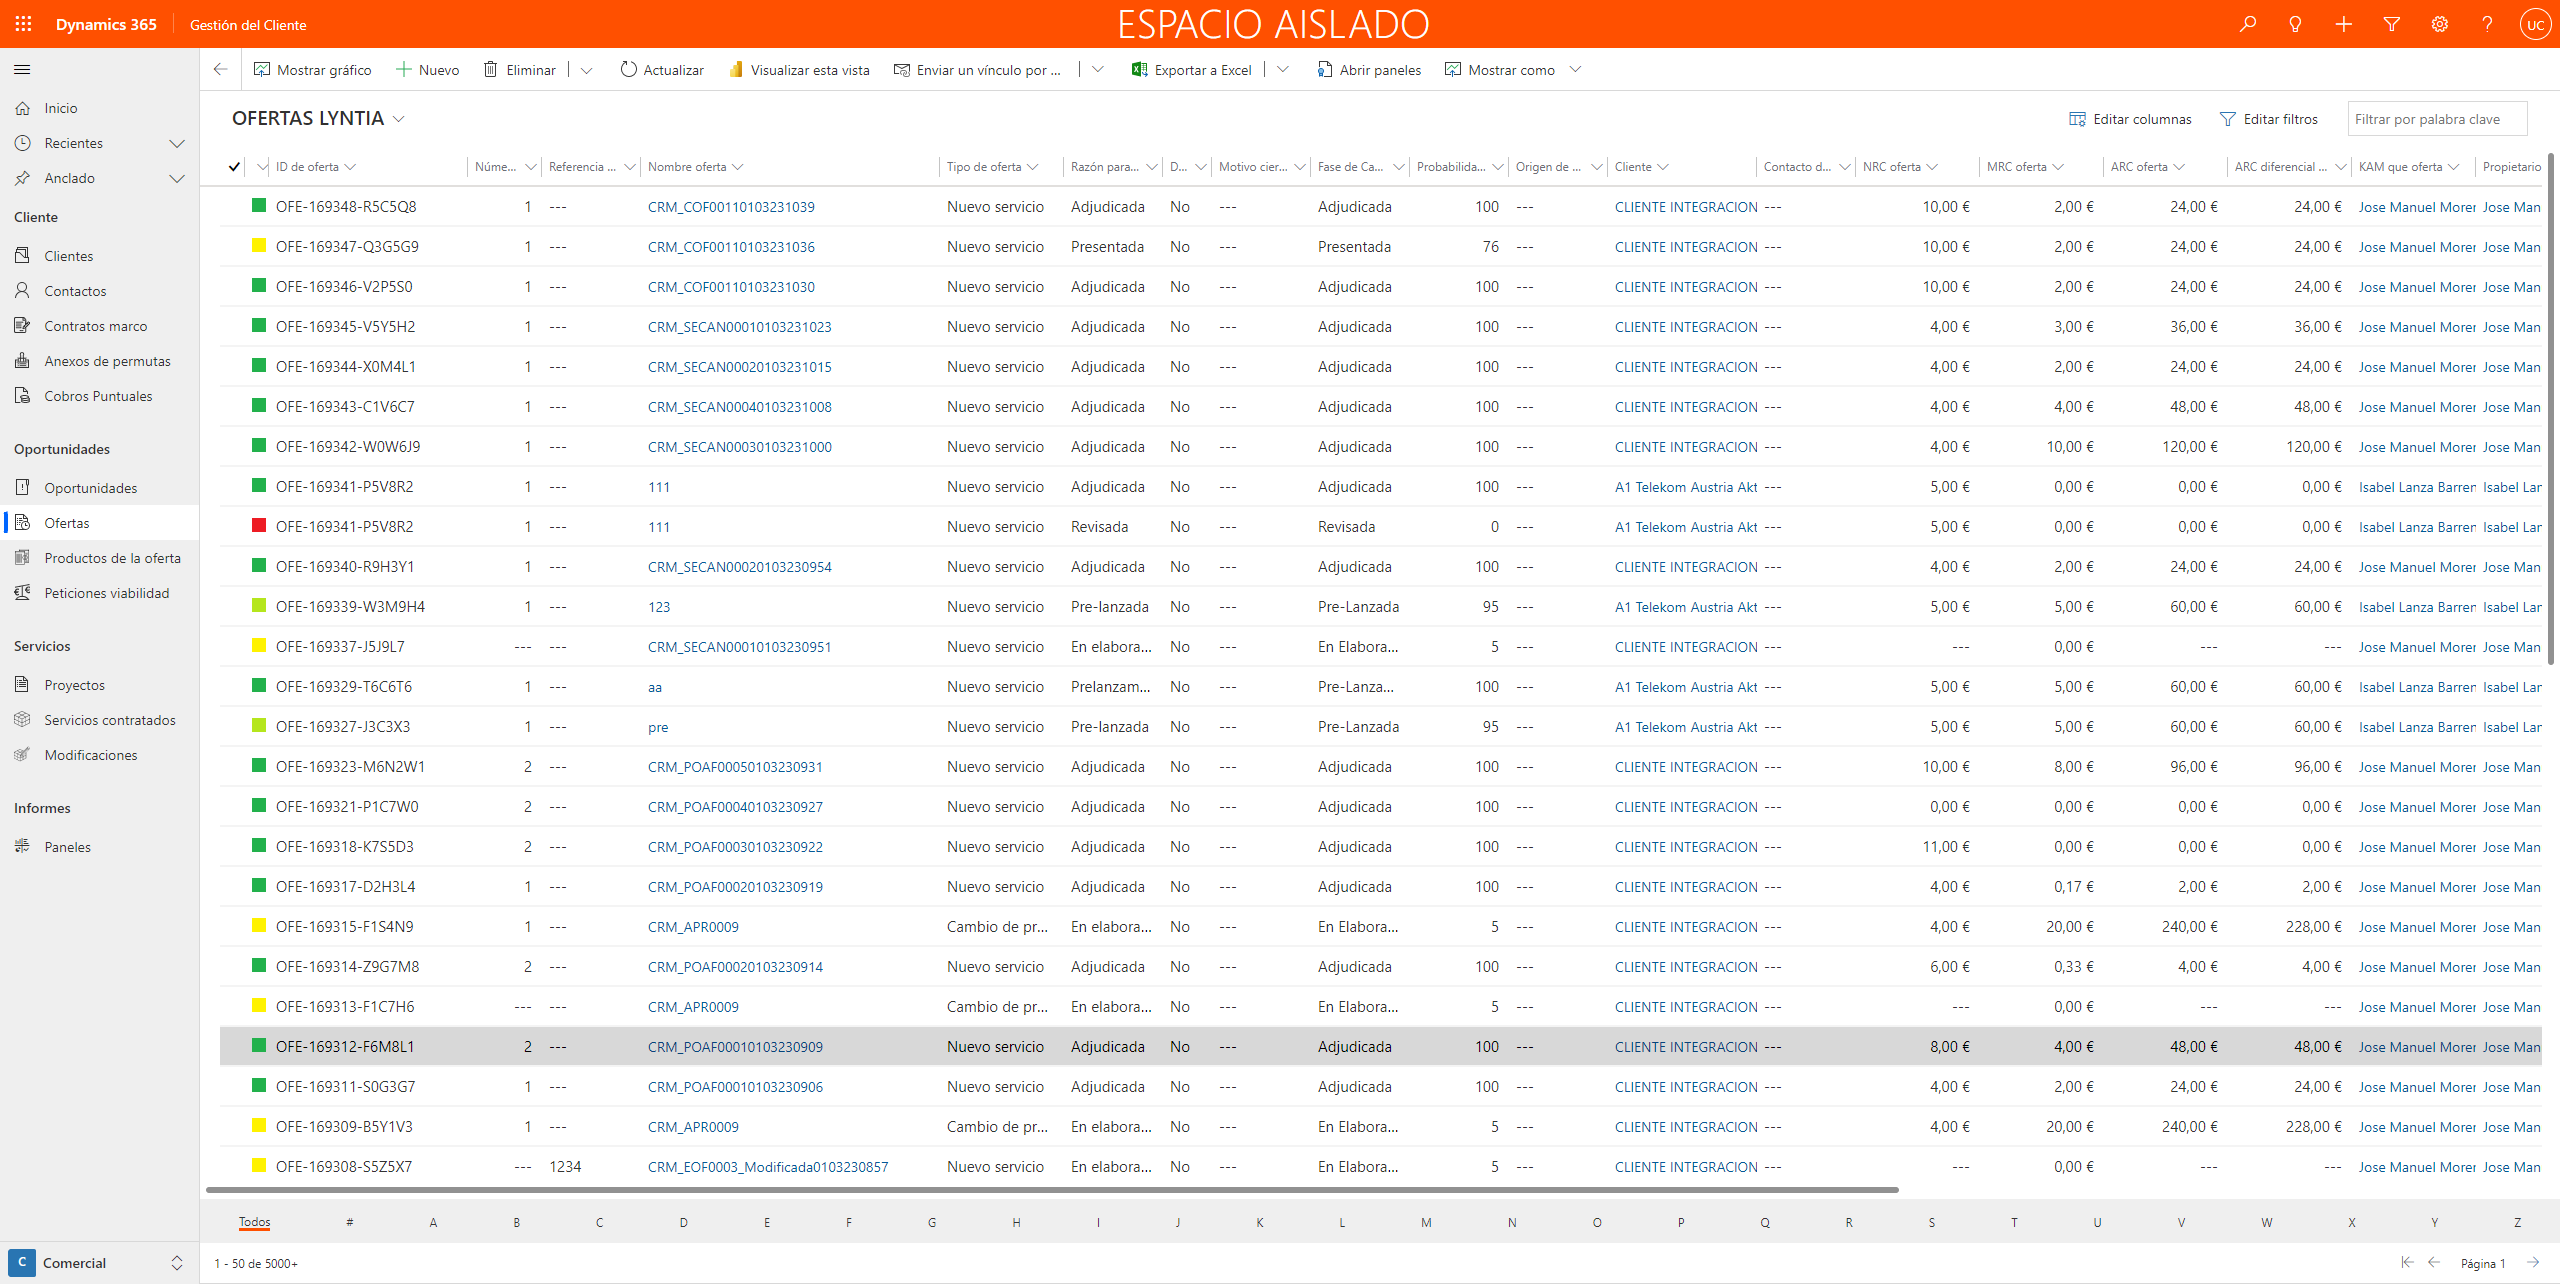 Dynamics 365 Gestión del Cliente ESPACIO AISLADO UC
Mostrar gráfico Nuevo Eliminar Actualizar Visualizar esta vista Enviar un vínculo por ... Exportar a Excel Abrir paneles Mostrar como
Inicio
Recientes
Anclado
Cliente
Clientes
Contactos
Contratos marco
Anexos de permutas
Cobros Puntuales
Oportunidades
Oportunidades
Ofertas
Productos de la oferta
Peticiones viabilidad
Servicios
Proyectos
Servicios contratados
Modificaciones
Informes
Paneles
C Comercial
OFERTAS LYNTIA Editar columnas Editar filtros Filtrar por palabra clave
ID de oferta Núme... Referencia ... Nombre oferta Tipo de oferta Razón para... D... Motivo cier... Fase de Ca... Probabilida... Origen de ... Cliente Contacto d... NRC oferta MRC oferta ARC oferta ARC diferencial ... KAM que oferta Propietario
OFE-169348-R5C5Q8 1 --- CRM_COF00110103231039 Nuevo servicio Adjudicada No --- Adjudicada 100 --- CLIENTE INTEGRACION --- 10,00 € 2,00 € 24,00 € 24,00 € Jose Manuel Morer Jose Man
OFE-169347-Q3G5G9 1 --- CRM_COF00110103231036 Nuevo servicio Presentada No --- Presentada 76 --- CLIENTE INTEGRACION --- 10,00 € 2,00 € 24,00 € 24,00 € Jose Manuel Morer Jose Man
OFE-169346-V2P5S0 1 --- CRM_COF00110103231030 Nuevo servicio Adjudicada No --- Adjudicada 100 --- CLIENTE INTEGRACION --- 10,00 € 2,00 € 24,00 € 24,00 € Jose Manuel Morer Jose Man
OFE-169345-V5Y5H2 1 --- CRM_SECAN00010103231023 Nuevo servicio Adjudicada No --- Adjudicada 100 --- CLIENTE INTEGRACION --- 4,00 € 3,00 € 36,00 € 36,00 € Jose Manuel Morer Jose Man
OFE-169344-X0M4L1 1 --- CRM_SECAN00020103231015 Nuevo servicio Adjudicada No --- Adjudicada 100 --- CLIENTE INTEGRACION --- 4,00 € 2,00 € 24,00 € 24,00 € Jose Manuel Morer Jose Man
OFE-169343-C1V6C7 1 --- CRM_SECAN00040103231008 Nuevo servicio Adjudicada No --- Adjudicada 100 --- CLIENTE INTEGRACION --- 4,00 € 4,00 € 48,00 € 48,00 € Jose Manuel Morer Jose Man
OFE-169342-W0W6J9 1 --- CRM_SECAN00030103231000 Nuevo servicio Adjudicada No --- Adjudicada 100 --- CLIENTE INTEGRACION --- 4,00 € 10,00 € 120,00 € 120,00 € Jose Manuel Morer Jose Man
OFE-169341-P5V8R2 1 --- 111 Nuevo servicio Adjudicada No --- Adjudicada 100 --- A1 Telekom Austria Akt --- 5,00 € 0,00 € 0,00 € 0,00 € Isabel Lanza Barren Isabel Lar
OFE-169341-P5V8R2 1 --- 111 Nuevo servicio Revisada No --- Revisada 0 --- A1 Telekom Austria Akt --- 5,00 € 0,00 € 0,00 € 0,00 € Isabel Lanza Barren Isabel Lar
OFE-169340-R9H3Y1 1 --- CRM_SECAN00020103230954 Nuevo servicio Adjudicada No --- Adjudicada 100 --- CLIENTE INTEGRACION --- 4,00 € 2,00 € 24,00 € 24,00 € Jose Manuel Morer Jose Man
OFE-169339-W3M9H4 1 --- 123 Nuevo servicio Pre-lanzada No --- Pre-Lanzada 95 --- A1 Telekom Austria Akt --- 5,00 € 5,00 € 60,00 € 60,00 € Isabel Lanza Barren Isabel Lar
OFE-169337-J5J9L7 --- --- CRM_SECAN00010103230951 Nuevo servicio En elabora... No --- En Elabora... 5 --- CLIENTE INTEGRACION --- --- 0,00 € --- --- Jose Manuel Morer Jose Man
OFE-169329-T6C6T6 1 --- aa Nuevo servicio Prelanzam... No --- Pre-Lanza... 100 --- A1 Telekom Austria Akt --- 5,00 € 5,00 € 60,00 € 60,00 € Isabel Lanza Barren Isabel Lar
OFE-169327-J3C3X3 1 --- pre Nuevo servicio Pre-lanzada No --- Pre-Lanzada 95 --- A1 Telekom Austria Akt --- 5,00 € 5,00 € 60,00 € 60,00 € Isabel Lanza Barren Isabel Lar
OFE-169323-M6N2W1 2 --- CRM_POAF00050103230931 Nuevo servicio Adjudicada No --- Adjudicada 100 --- CLIENTE INTEGRACION --- 10,00 € 8,00 € 96,00 € 96,00 € Jose Manuel Morer Jose Man
OFE-169321-P1C7W0 2 --- CRM_POAF00040103230927 Nuevo servicio Adjudicada No --- Adjudicada 100 --- CLIENTE INTEGRACION --- 0,00 € 0,00 € 0,00 € 0,00 € Jose Manuel Morer Jose Man
OFE-169318-K7S5D3 2 --- CRM_POAF00030103230922 Nuevo servicio Adjudicada No --- Adjudicada 100 --- CLIENTE INTEGRACION --- 11,00 € 0,00 € 0,00 € 0,00 € Jose Manuel Morer Jose Man
OFE-169317-D2H3L4 1 --- CRM_POAF00020103230919 Nuevo servicio Adjudicada No --- Adjudicada 100 --- CLIENTE INTEGRACION --- 4,00 € 0,17 € 2,00 € 2,00 € Jose Manuel Morer Jose Man
OFE-169315-F1S4N9 1 --- CRM_APR0009 Cambio de pr... En elabora... No --- En Elabora... 5 --- CLIENTE INTEGRACION --- 4,00 € 20,00 € 240,00 € 228,00 € Jose Manuel Morer Jose Man
OFE-169314-Z9G7M8 2 --- CRM_POAF00020103230914 Nuevo servicio Adjudicada No --- Adjudicada 100 --- CLIENTE INTEGRACION --- 6,00 € 0,33 € 4,00 € 4,00 € Jose Manuel Morer Jose Man
OFE-169313-F1C7H6 --- --- CRM_APR0009 Cambio de pr... En elabora... No --- En Elabora... 5 --- CLIENTE INTEGRACION --- --- 0,00 € --- --- Jose Manuel Morer Jose Man
OFE-169312-F6M8L1 2 --- CRM_POAF00010103230909 Nuevo servicio Adjudicada No --- Adjudicada 100 --- CLIENTE INTEGRACION --- 8,00 € 4,00 € 48,00 € 48,00 € Jose Manuel Morer Jose Man
OFE-169311-S0G3G7 1 --- CRM_POAF00010103230906 Nuevo servicio Adjudicada No --- Adjudicada 100 --- CLIENTE INTEGRACION --- 4,00 € 2,00 € 24,00 € 24,00 € Jose Manuel Morer Jose Man
OFE-169309-B5Y1V3 1 --- CRM_APR0009 Cambio de pr... En elabora... No --- En Elabora... 5 --- CLIENTE INTEGRACION --- 4,00 € 20,00 € 240,00 € 228,00 € Jose Manuel Morer Jose Man
OFE-169308-S5Z5X7 --- 1234 CRM_EOF0003_Modificada0103230857 Nuevo servicio En elabora... No --- En Elabora... 5 --- CLIENTE INTEGRACION --- --- 0,00 € --- --- Jose Manuel Morer Jose Man
Todos # A B C D E F G H I J K L M N O P Q R S T U V W X Y Z
1 - 50 de 5000+ Página 1